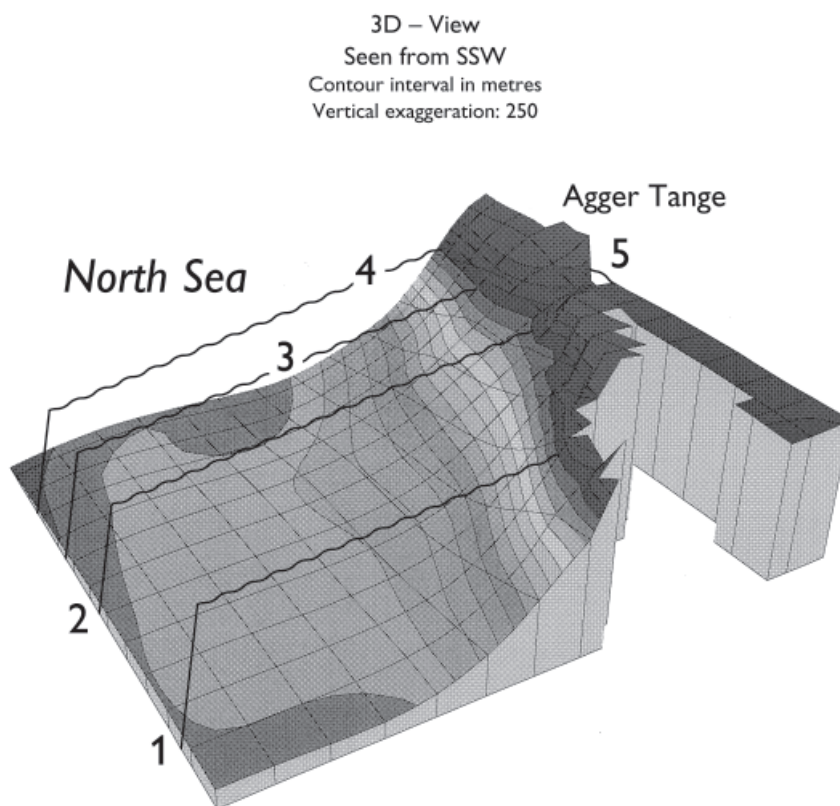 3D – View
Seen from SSW
Contour interval in metres
Vertical exaggeration: 250
Agger Tange
5
North Sea
4
3
2
1